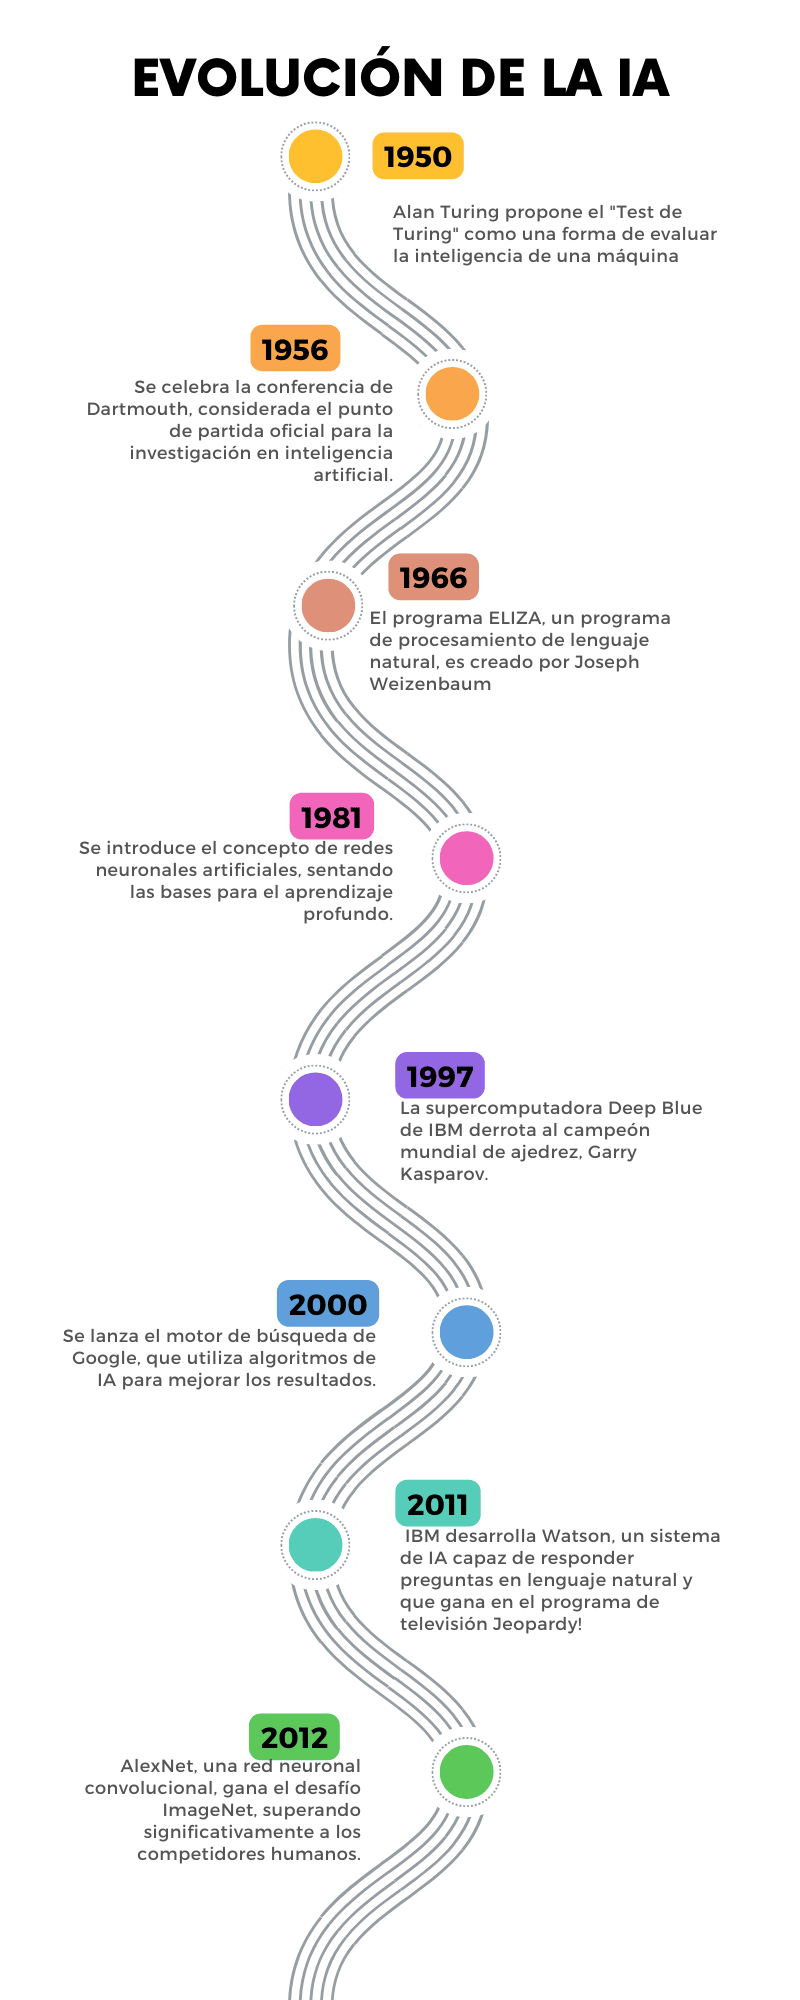 EVOLUCIÓN DE LA IA
1950
Alan Turing propone el "Test de
Turing" como una forma de evaluar
la inteligencia de una máquina
1956
Se celebra la conferencia de
Dartmouth, considerada el punto
de partida oficial para la
investigación en inteligencia
artificial.
1966
El programa ELIZA, un programa
de procesamiento de lenguaje
natural, es creado por Joseph
Weizenbaum
1981
Se introduce el concepto de redes
neuronales artificiales, sentando
las bases para el aprendizaje
profundo.
1997
La supercomputadora Deep Blue
de IBM derrota al campeón
mundial de ajedrez, Garry
Kasparov.
2000
Se lanza el motor de búsqueda de
Google, que utiliza algoritmos de
IA para mejorar los resultados.
2011
IBM desarrolla Watson, un sistema
de IA capaz de responder
preguntas en lenguaje natural y
que gana en el programa de
televisión Jeopardy!
2012
AlexNet, una red neuronal
convolucional, gana el desafío
ImageNet, superando
significativamente a los
competidores humanos.